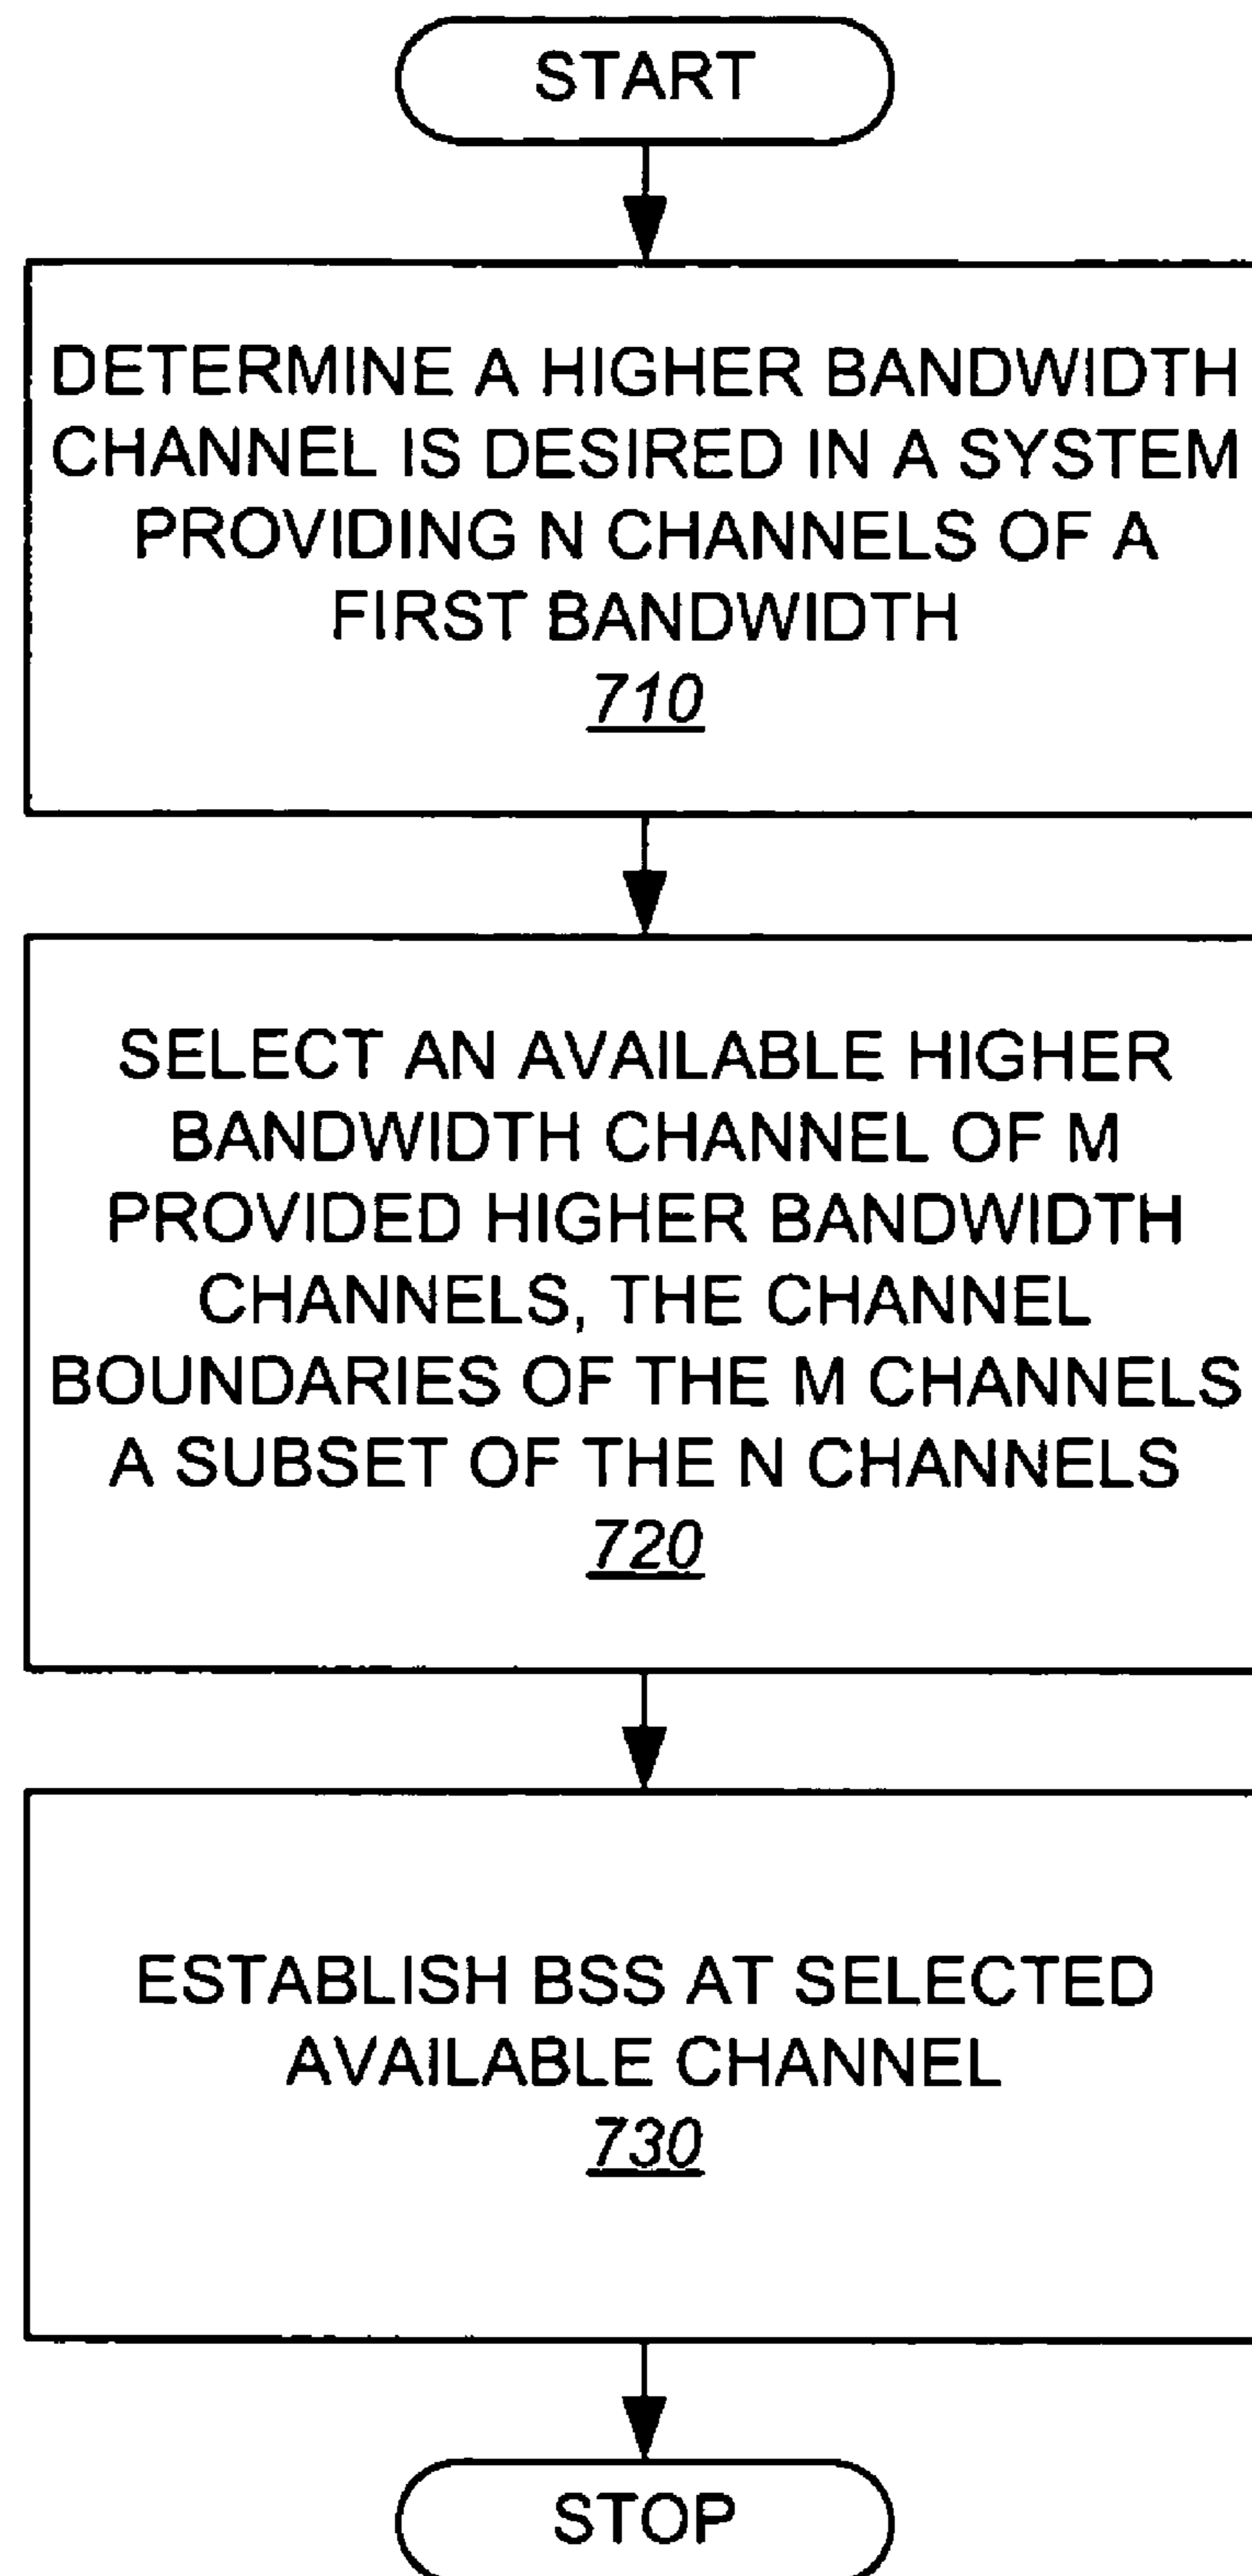 START
DETERMINE A HIGHER BANDWIDTH
CHANNEL IS DESIRED IN A SYSTEM
PROVIDING N CHANNELS OF A
FIRST BANDWIDTH
710
SELECT AN AVAILABLE HIGHER
BANDWIDTH CHANNEL OF M
PROVIDED HIGHER BANDWIDTH
CHANNELS, THE CHANNEL
BOUNDARIES OF THE M CHANNELS
A SUBSET OF THE N CHANNELS
720
ESTABLISH BSS AT SELECTED
AVAILABLE CHANNEL
730
STOP